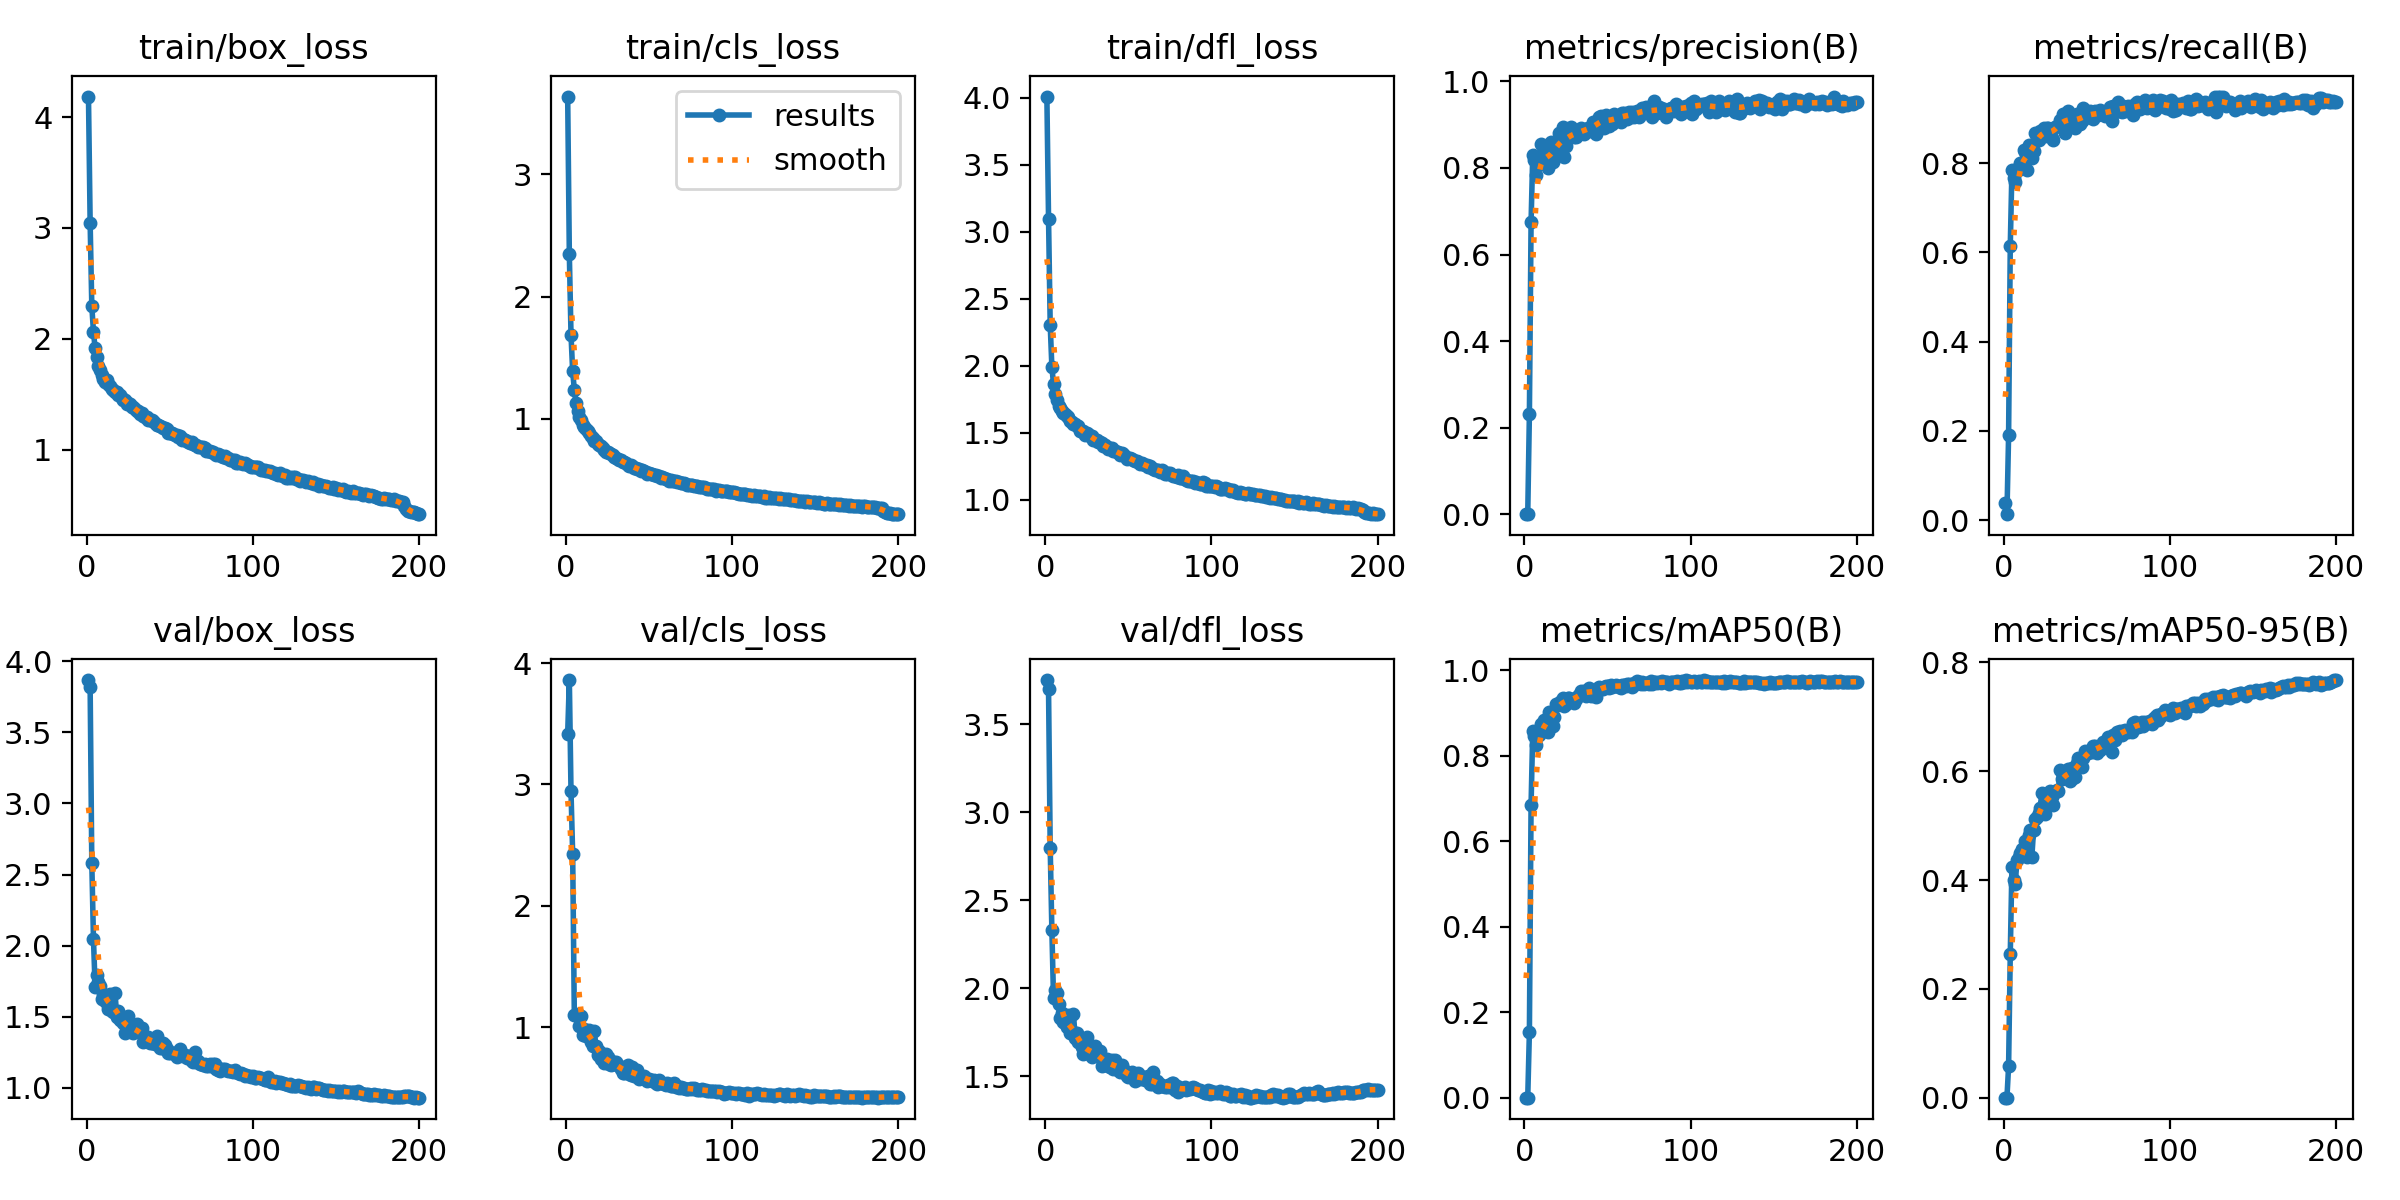 train/box_loss
4
3
2
1
0 100 200
train/cls_loss
results
smooth
3
2
1
0 100 200
train/dfl_loss
4.0
3.5
3.0
2.5
2.0
1.5
1.0
0 100 200
metrics/precision(B)
1.0
0.8
0.6
0.4
0.2
0.0
0 100 200
metrics/recall(B)
0.8
0.6
0.4
0.2
0.0
0 100 200
val/box_loss
4.0
3.5
3.0
2.5
2.0
1.5
1.0
0 100 200
val/cls_loss
4
3
2
1
0 100 200
val/dfl_loss
3.5
3.0
2.5
2.0
1.5
0 100 200
metrics/mAP50(B)
1.0
0.8
0.6
0.4
0.2
0.0
0 100 200
metrics/mAP50-95(B)
0.8
0.6
0.4
0.2
0.0
0 100 200